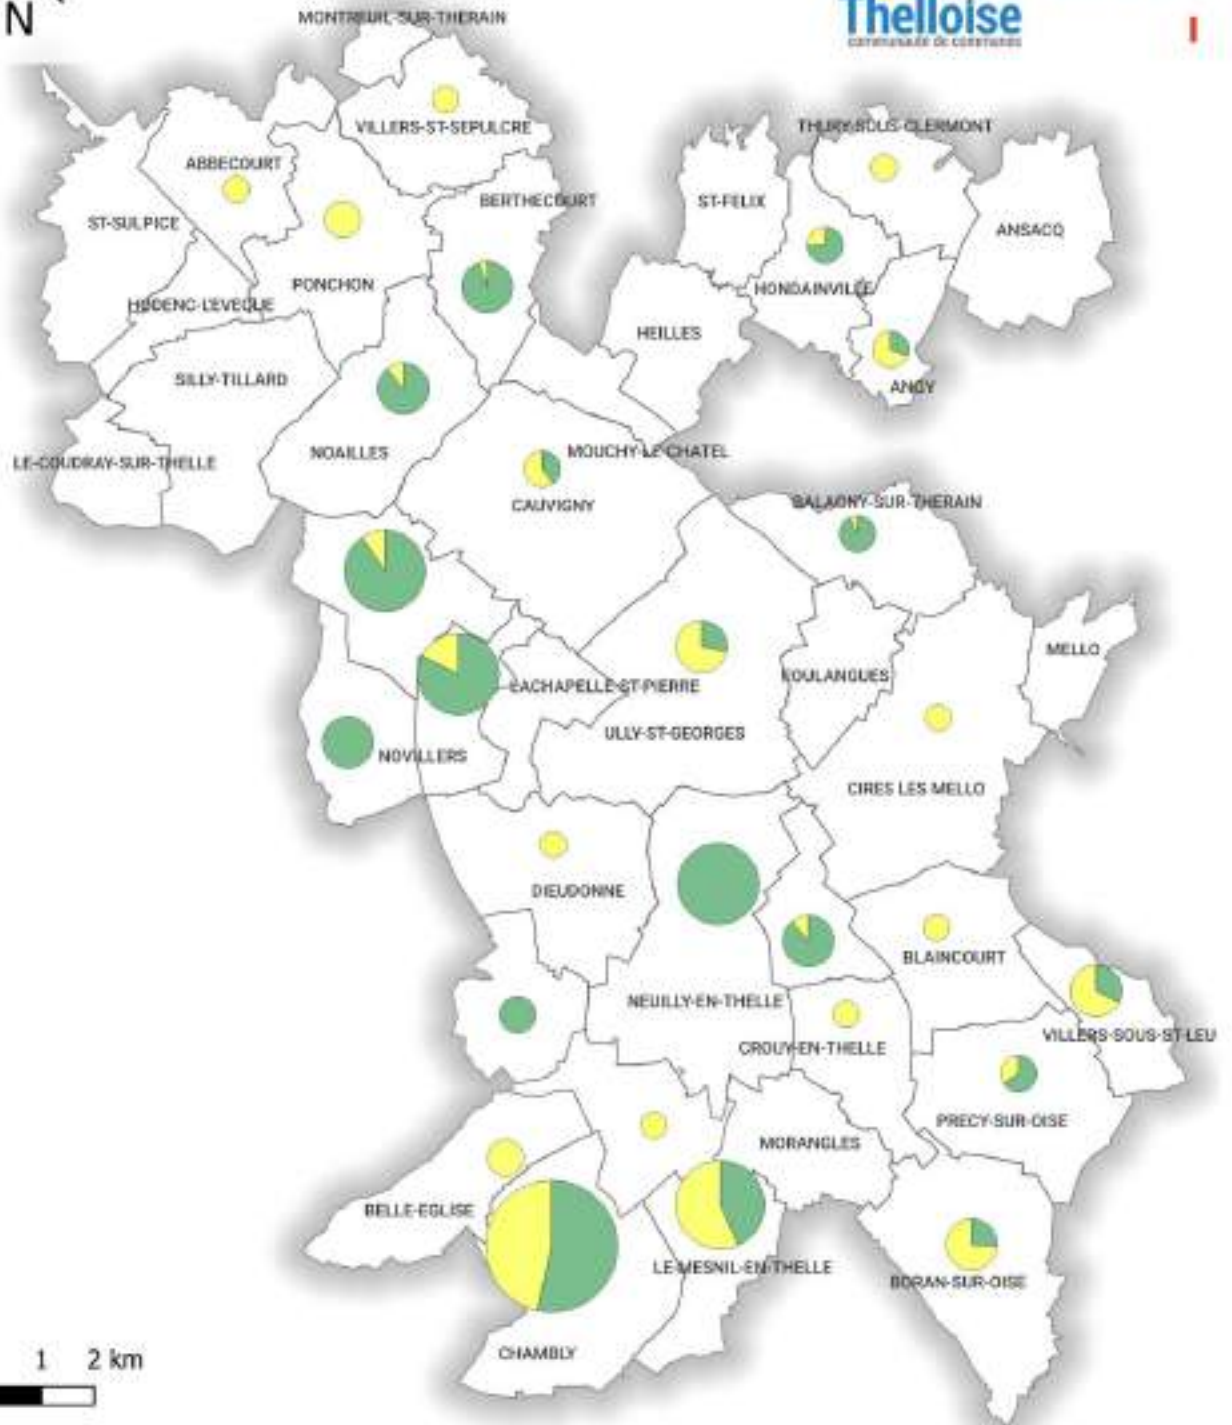 N
MONTREUIL-SUR-THERAIN
Thelloise
communauté de communes
VILLERS-ST-SEPULCRE
THURY-SOUS-CLERMONT
ABBECOURT
BERTHECOURT
ST-FELIX
ST-SULPICE
ANSACQ
PONCHON
HONDAINVILLE
HODENC-L'EVEQUE
HEILLES
SILLY-TILLARD
ANGY
NOAILLES
MOUCHY-LE-CHATEL
LE-COUDRAY-SUR-THELLE
CAUVIGNY
BALAGNY-SUR-THERAIN
MELLO
FOULANGUES
LACHAPELLE-ST-PIERRE
ULLY-ST-GEORGES
NOVILLERS
CIRES LES MELLO
DIEUDONNE
BLAINCOURT
NEUILLY-EN-THELLE
VILLERS-SOUS-ST-LEU
CROUY-EN-THELLE
PRECY-SUR-OISE
MORANGLES
BELLE-EGLISE
LE-MESNIL-EN-THELLE
BORAN-SUR-OISE
CHAMBLY
1 2 km